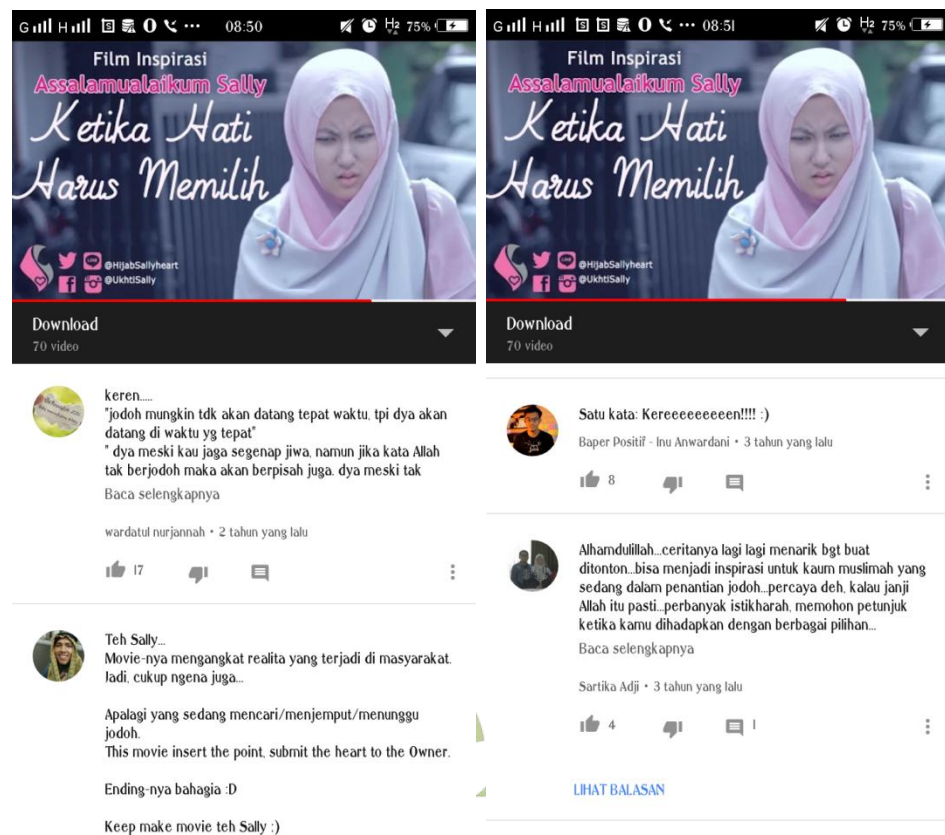 08:50
H2 75%
Film Inspirasi
Assalamualaikum Sally
Ketika Hati
Harus Memilih
@HijabSallyheart
@UkhtiSally
Download
70 video
keren.....
"jodoh mungkin tdk akan datang tepat waktu, tpi dya akan
datang di waktu yg tepat"
" dya meski kau jaga segenap jiwa, namun jika kata Allah
tak berjodoh maka akan berpisah juga. dya meski tak
Baca selengkapnya
wardatul nurjannah • 2 tahun yang lalu
17
Teh Sally...
Movie-nya mengangkat realita yang terjadi di masyarakat.
Jadi, cukup ngena juga...
Apalagi yang sedang mencari/menjemput/menunggu
jodoh.
This movie insert the point, submit the heart to the Owner.
Ending-nya bahagia :D
Keep make movie teh Sally :)
08:51
H2 75%
Film Inspirasi
Assalamualaikum Sally
Ketika Hati
Harus Memilih
@HijabSallyheart
@UkhtiSally
Download
70 video
Satu kata: Kereeeeeeeeen!!!! :)
Baper Positif - Inu Anwardani • 3 tahun yang lalu
8
Alhamdulillah...ceritanya lagi lagi menarik bgt buat
ditonton...bisa menjadi inspirasi untuk kaum muslimah yang
sedang dalam penantian jodoh...percaya deh, kalau janji
Allah itu pasti...perbanyak istikharah, memohon petunjuk
ketika kamu dihadapkan dengan berbagai pilihan...
Baca selengkapnya
Sartika Adji • 3 tahun yang lalu
4
1
LIHAT BALASAN